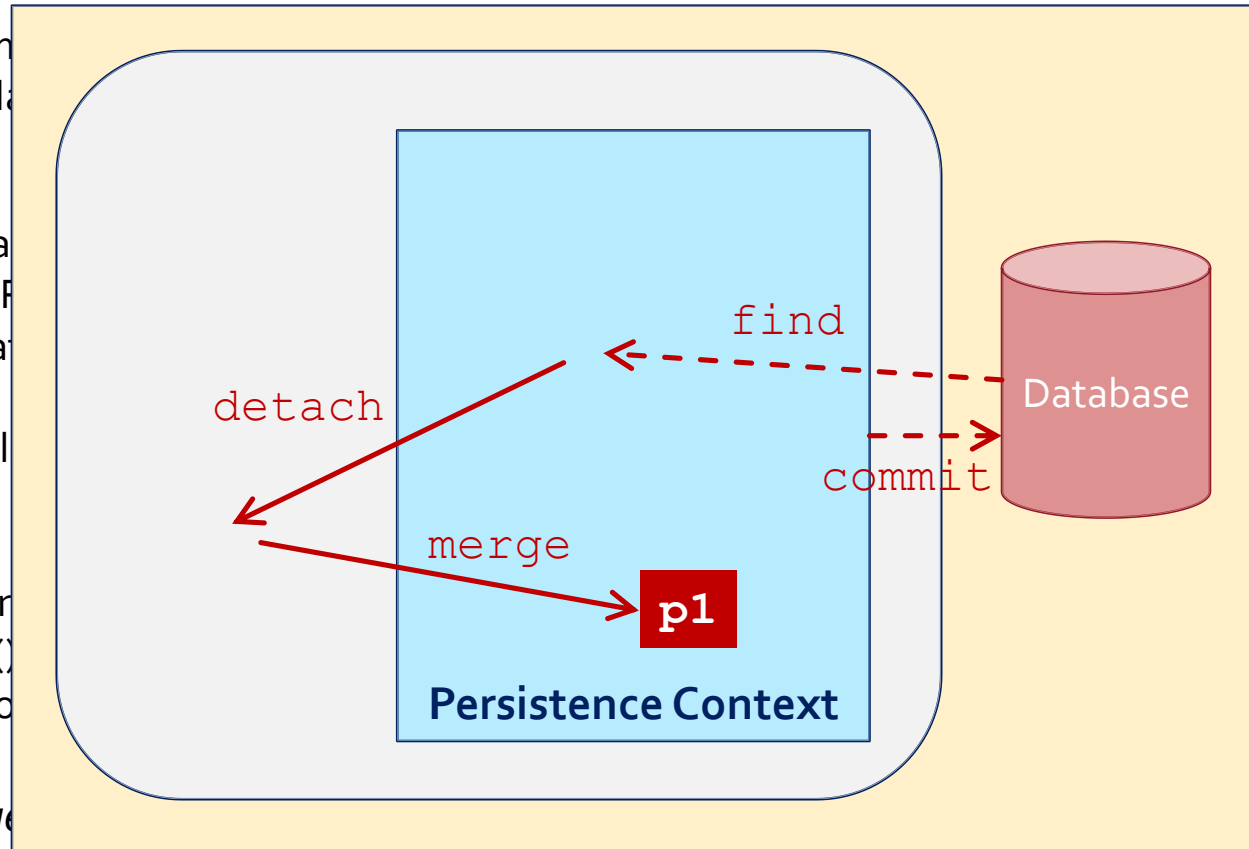 find
detach
Database
commit
merge
p1
Persistence Context